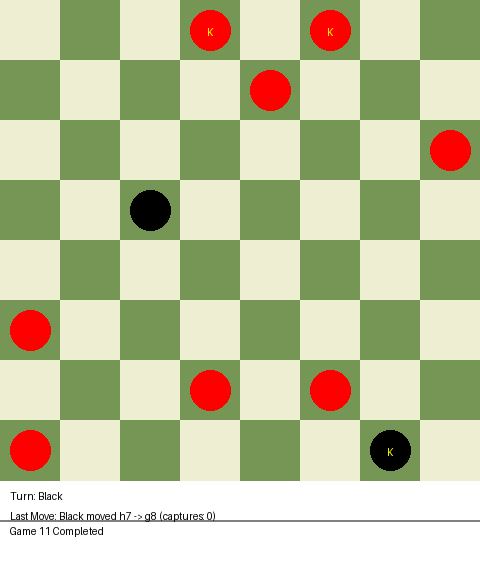 K K
K
Turn: Black
Last Move: Black moved h7 -> g8 (captures: 0)
Game 11 Completed